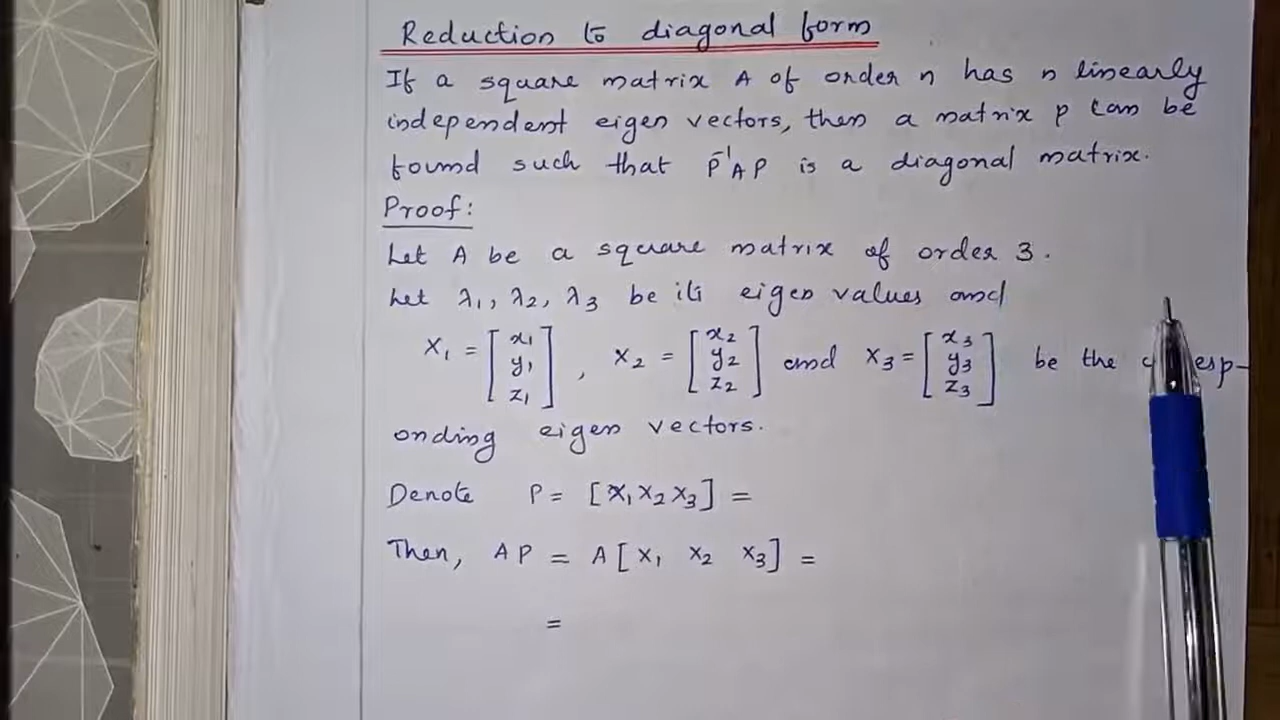 Reduction to diagonal form
If a square matrix A of order n has n linearly
independent eigen vectors, then a matrix P can be
found such that P⁻¹AP is a diagonal matrix.
Proof:
Let A be a square matrix of order 3.
Let λ₁, λ₂, λ₃ be its eigen values and
X₁ = [x₁ y₁ z₁], X₂ = [x₂ y₂ z₂] and X₃ = [x₃ y₃ z₃] be the esp-
onding eigen vectors.
Denote P = [X₁ X₂ X₃] =
Then, AP = A[X₁ X₂ X₃] =
=